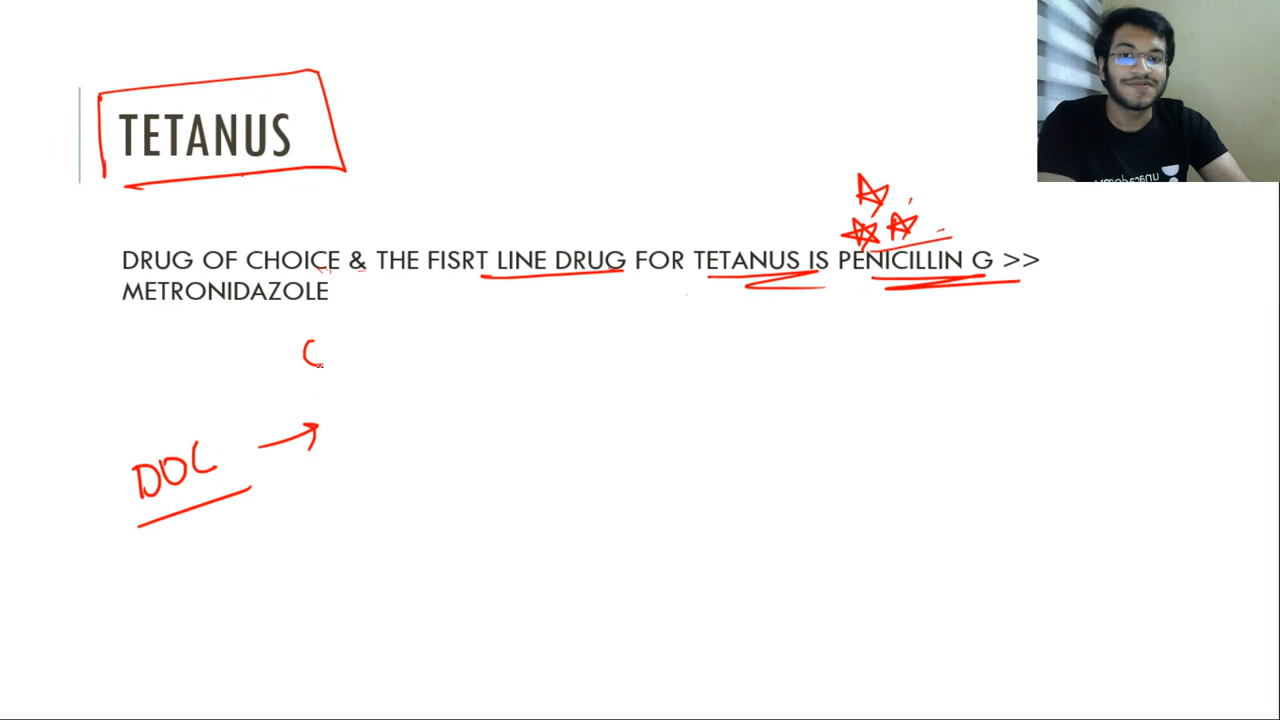 TETANUS
DRUG OF CHOICE & THE FISRT LINE DRUG FOR TETANUS IS PENICILLIN G >>
METRONIDAZOLE
C
DOC →